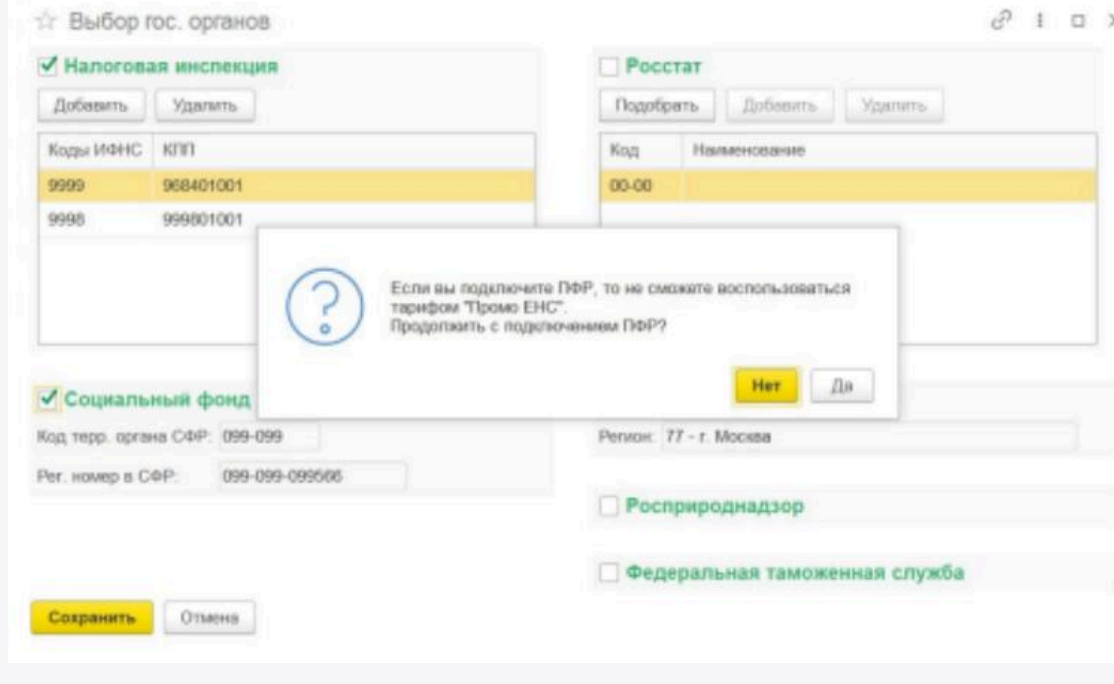 Выбор гос. органов
Налоговая инспекция
Добавить Удалить
Коды ИФНС КПП
9999 968401001
9998 999801001
Росстат
Подобрать Добавить Удалить
Код Наименование
00-00
Если вы подключите ПФР, то не сможете воспользоваться
тарифом "Промо ЕНС".
Продолжить с подключением ПФР?
Нет Да
Социальный фонд
Код терр. органа СФР: 099-099
Рег. номер в СФР: 099-099-099566
Регион: 77 - г. Москва
Росприроднадзор
Федеральная таможенная служба
Сохранить Отмена